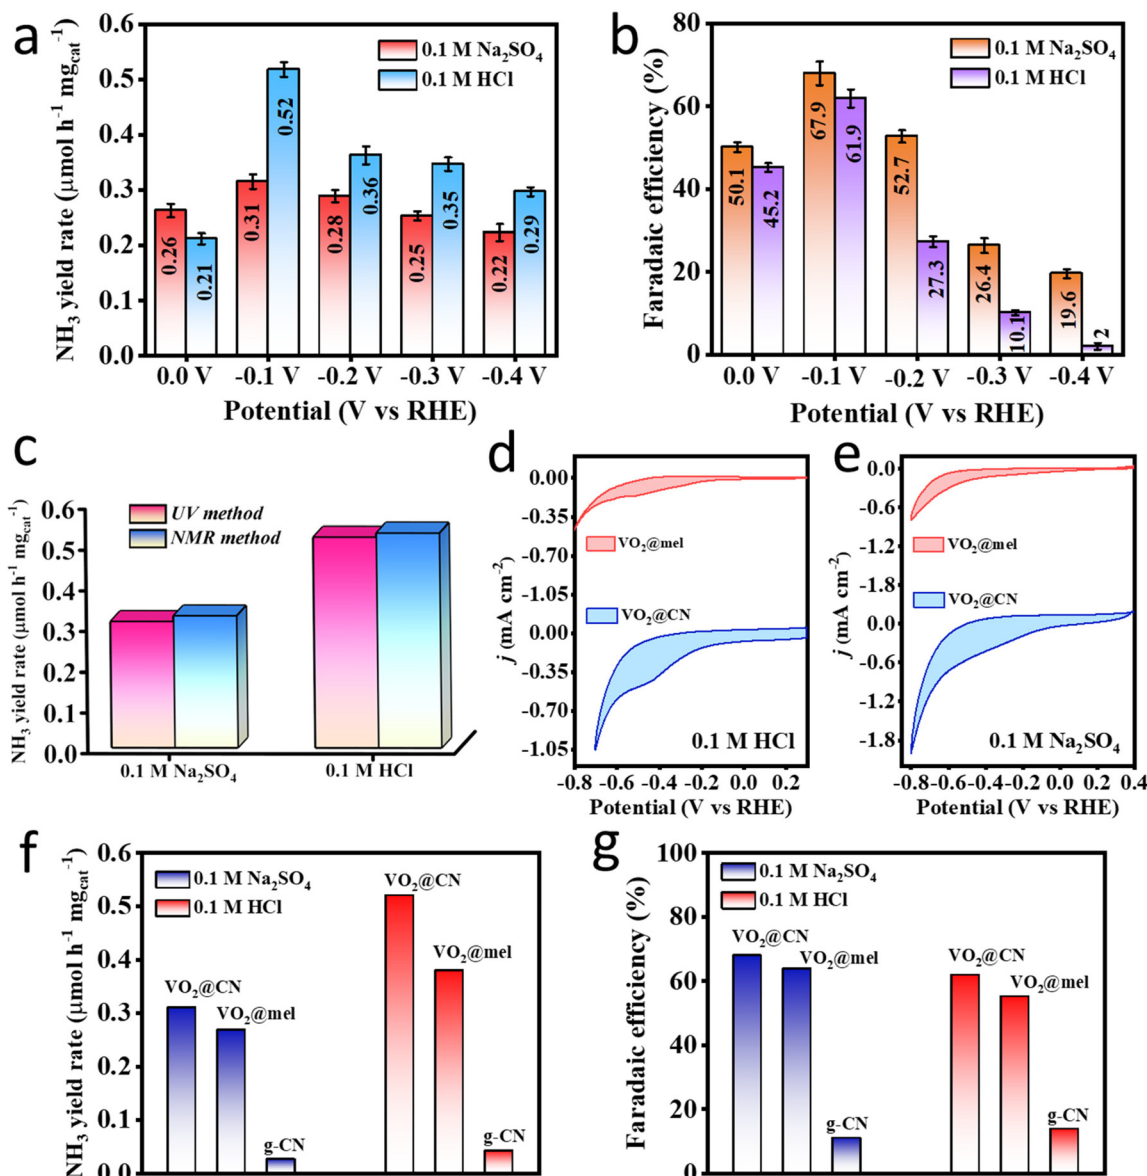 a
NH₃ yield rate (μmol h⁻¹ mg_cat⁻¹)
0.6
0.5
0.4
0.3
0.2
0.1
0.0
0.1 M Na₂SO₄
0.1 M HCl
0.26
0.21
0.31
0.52
0.28
0.36
0.25
0.35
0.22
0.29
0.0 V
-0.1 V
-0.2 V
-0.3 V
-0.4 V
Potential (V vs RHE)
b
Faradaic efficiency (%)
80
60
40
20
0
0.1 M Na₂SO₄
0.1 M HCl
50.1
45.2
67.9
61.9
52.7
27.3
26.4
10.1
19.6
2
0.0 V
-0.1 V
-0.2 V
-0.3 V
-0.4 V
Potential (V vs RHE)
c
NH₃ yield rate (μmol h⁻¹ mg_cat⁻¹)
0.6
0.5
0.4
0.3
0.2
0.1
0.0
UV method
NMR method
0.1 M Na₂SO₄
0.1 M HCl
d
j (mA cm⁻²)
0.00
-0.35
-0.70
-1.05
0.00
-0.35
-0.70
-1.05
VO₂@mel
VO₂@CN
0.1 M HCl
-0.8 -0.6 -0.4 -0.2 0.0 0.2
Potential (V vs RHE)
e
j (mA cm⁻²)
0.0
-0.6
-1.2
-1.8
0.0
-0.6
-1.2
-1.8
VO₂@mel
VO₂@CN
0.1 M Na₂SO₄
-0.8 -0.6 -0.4 -0.2 0.0 0.2 0.4
Potential (V vs RHE)
f
NH₃ yield rate (μmol h⁻¹ mg_cat⁻¹)
0.6
0.5
0.4
0.3
0.2
0.1
0.0
0.1 M Na₂SO₄
0.1 M HCl
VO₂@CN
VO₂@mel
g-CN
VO₂@CN
VO₂@mel
g-CN
g
Faradaic efficiency (%)
100
80
60
40
20
0
0.1 M Na₂SO₄
0.1 M HCl
VO₂@CN
VO₂@mel
g-CN
VO₂@CN
VO₂@mel
g-CN